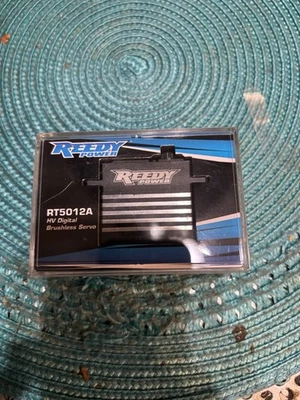 REEDY
POWER
REEDY
POWER
RT5012A
HV Digital
Brushless Servo